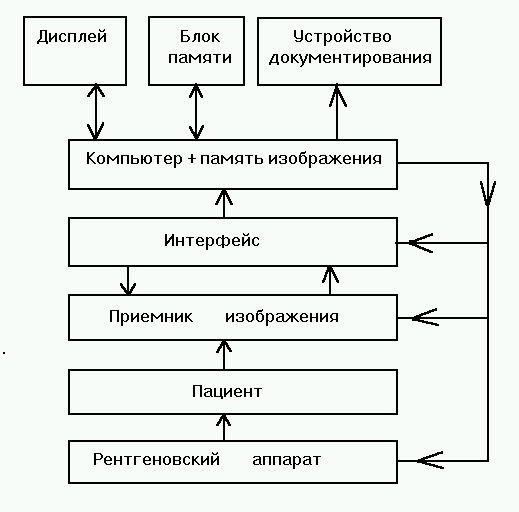 Дисплей
Блок
памяти
Устройство
документирования
Компьютер + память изображения
Интерфейс
Приемник изображения
Пациент
Рентгеновский аппарат